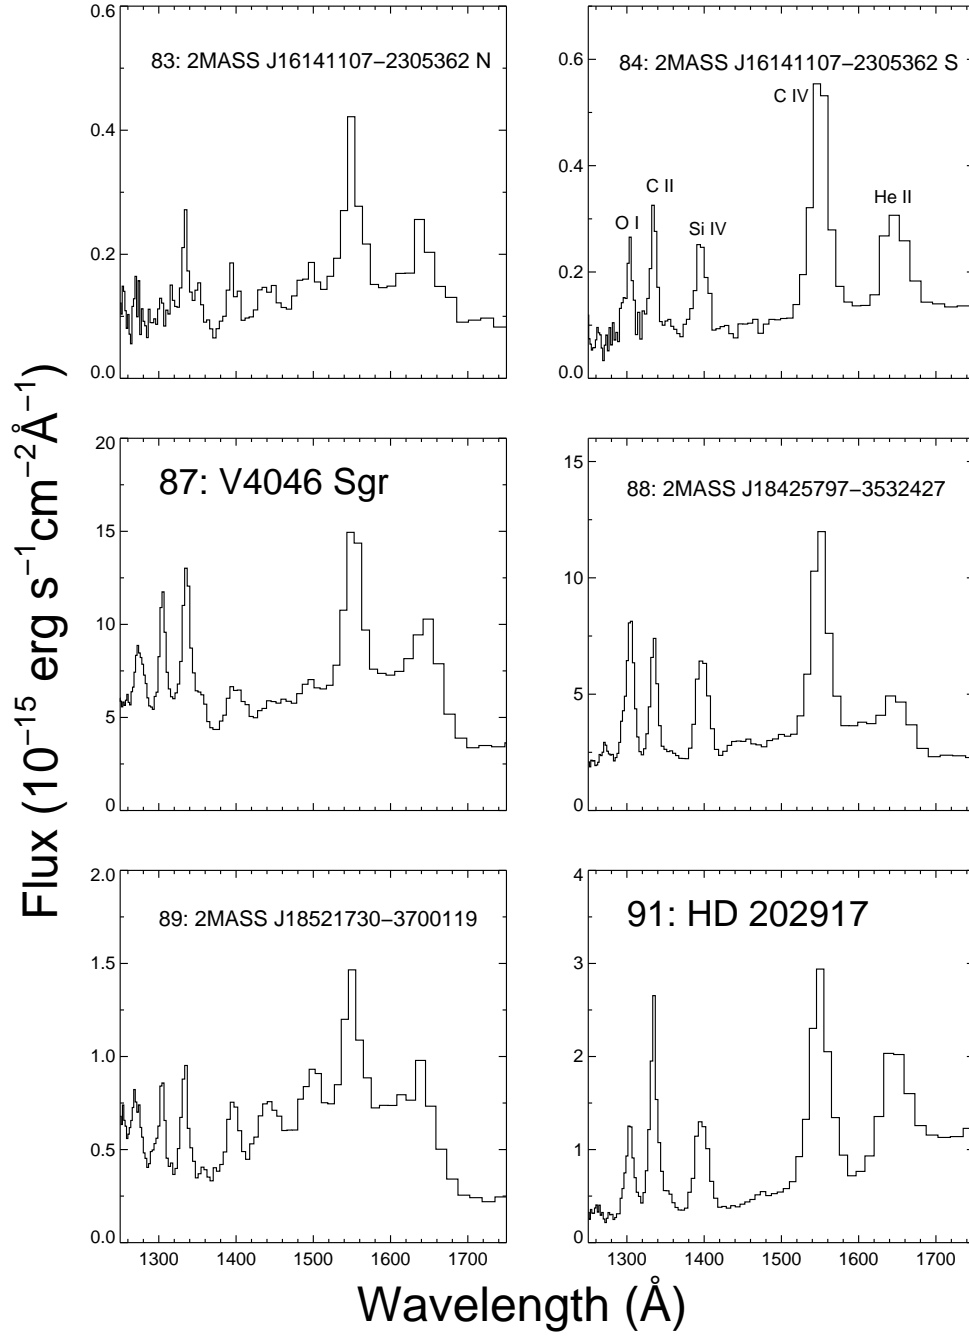 Flux (10−15 erg s−1cm−2Å−1)
83: 2MASS J16141107−2305362 N
0.6
0.4
0.2
0.0
84: 2MASS J16141107−2305362 S
C IV
C II
O I
Si IV
He II
0.6
0.4
0.2
0.0
87: V4046 Sgr
20
15
10
5
0
88: 2MASS J18425797−3532427
15
10
5
0
89: 2MASS J18521730−3700119
2.0
1.5
1.0
0.5
0.0
1300 1400 1500 1600 1700
91: HD 202917
4
3
2
1
0
1300 1400 1500 1600 1700
Wavelength (Å)